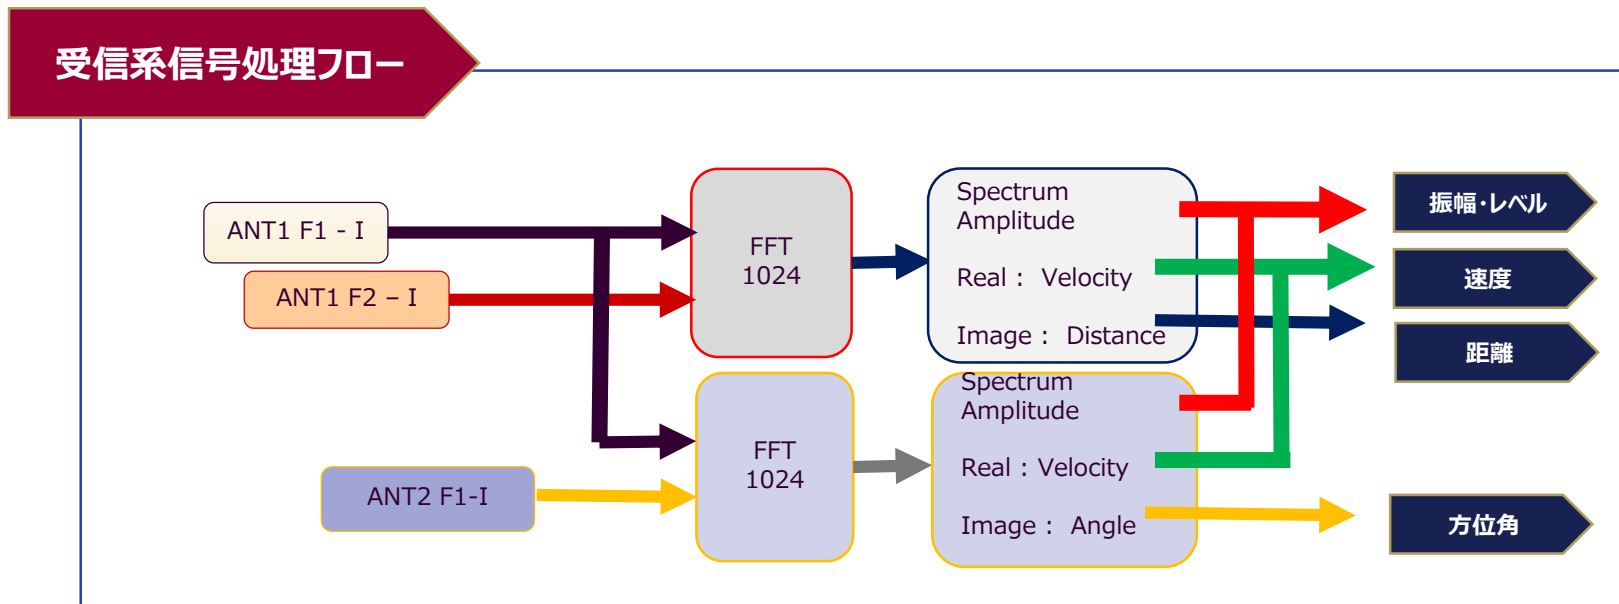 受信系信号処理フロー
ANT1 F1 - I
ANT1 F2 – I
ANT2 F1-I
FFT
1024
FFT
1024
Spectrum
Amplitude
Real : Velocity
Image : Distance
Spectrum
Amplitude
Real : Velocity
Image : Angle
振幅・レベル
速度
距離
方位角